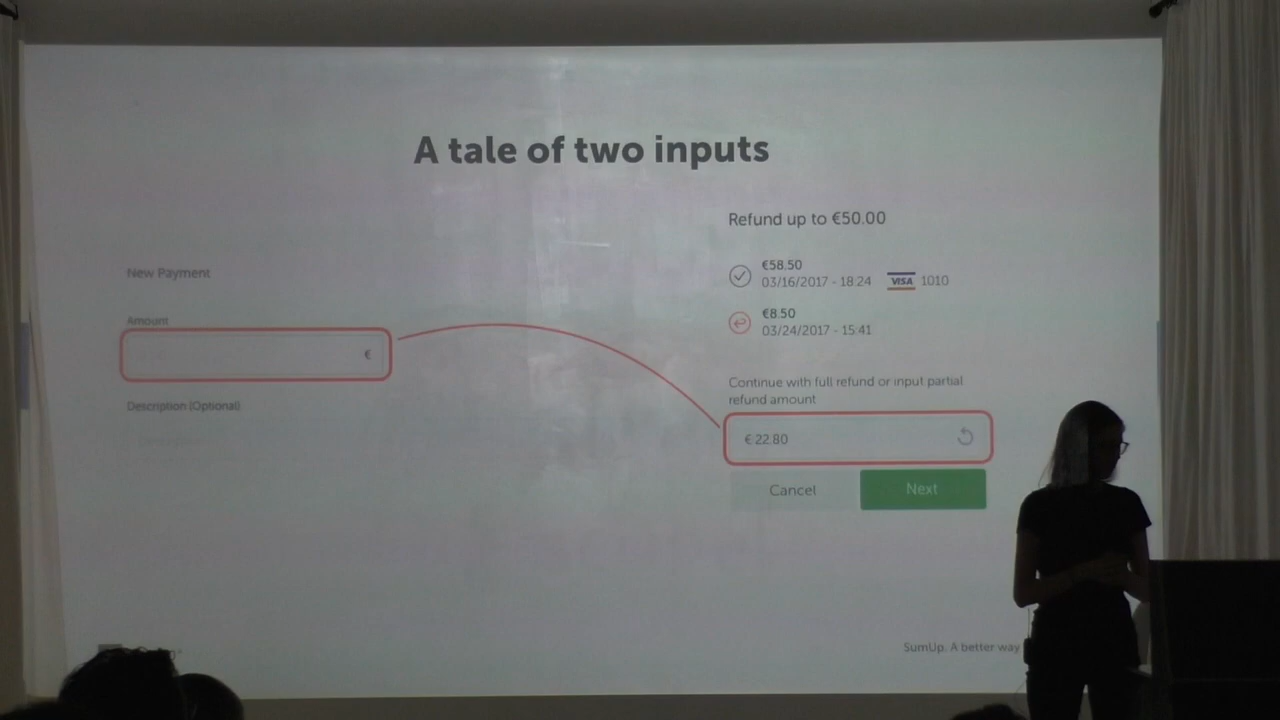 A tale of two inputs
New Payment
Amount
€
Description (Optional)
Refund up to €50.00
€58.50
03/16/2017 - 18:24 VISA 1010
€8.50
03/24/2017 - 15:41
Continue with full refund or input partial
refund amount
€ 22.80
Cancel Next
SumUp. A better way